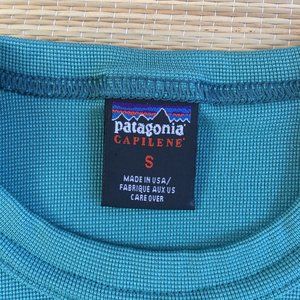 patagonia®
CAPILENE®
S
MADE IN USA/
FABRIQUE AUX US
CARE OVER